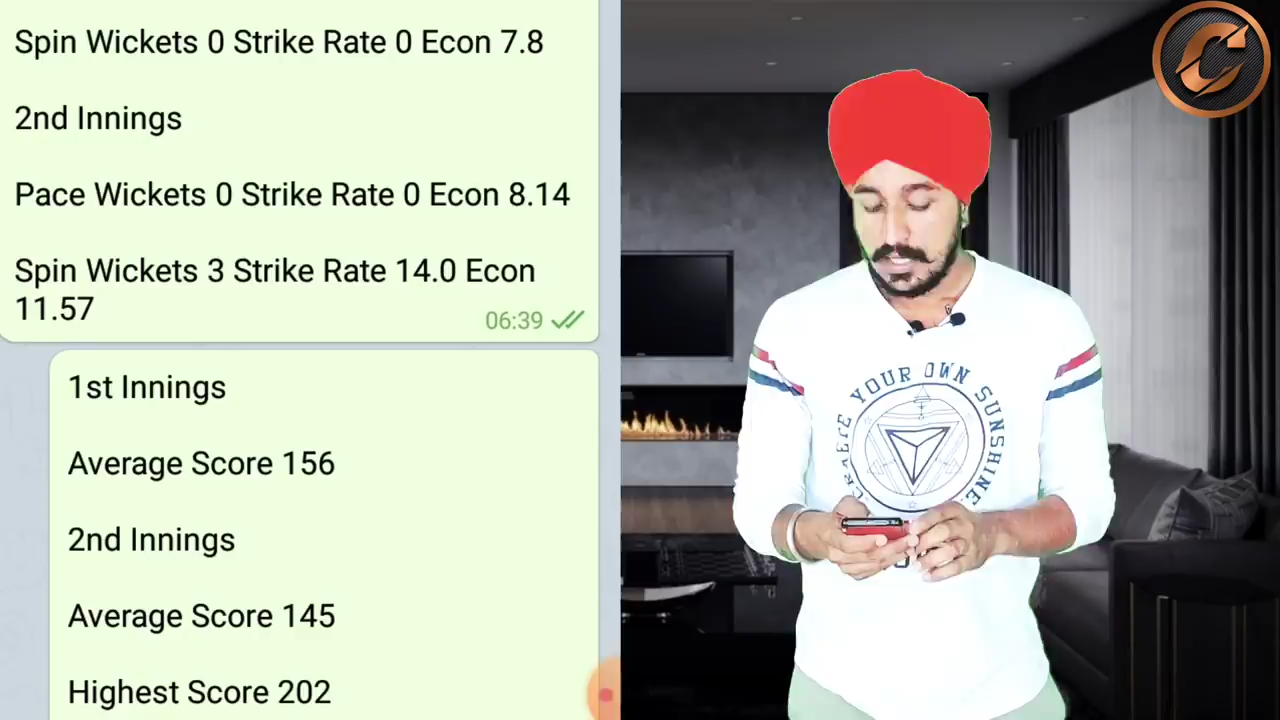 Spin Wickets 0 Strike Rate 0 Econ 7.8
2nd Innings
Pace Wickets 0 Strike Rate 0 Econ 8.14
Spin Wickets 3 Strike Rate 14.0 Econ
11.57
06:39
1st Innings
Average Score 156
2nd Innings
Average Score 145
Highest Score 202
CREATE YOUR OWN SUNSHINE